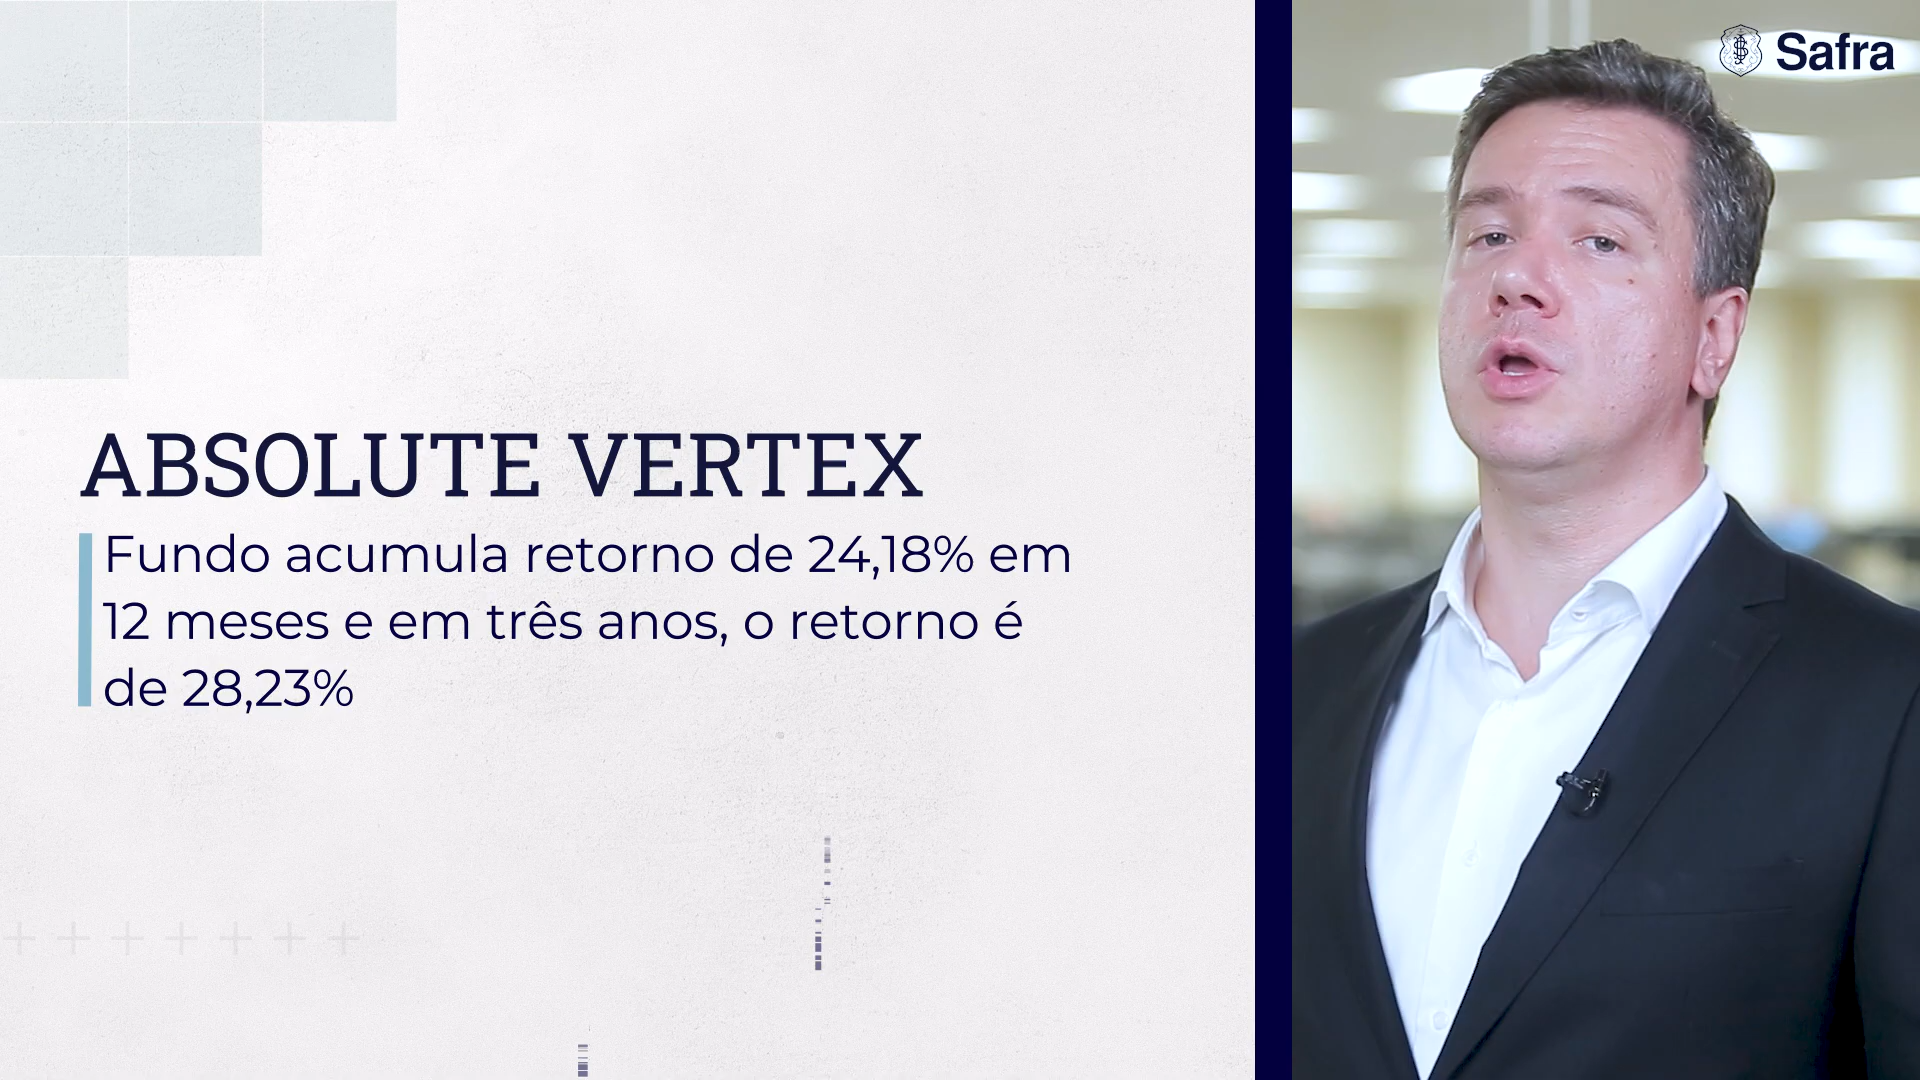 Safra
ABSOLUTE VERTEX
Fundo acumula retorno de 24,18% em
12 meses e em três anos, o retorno é
de 28,23%